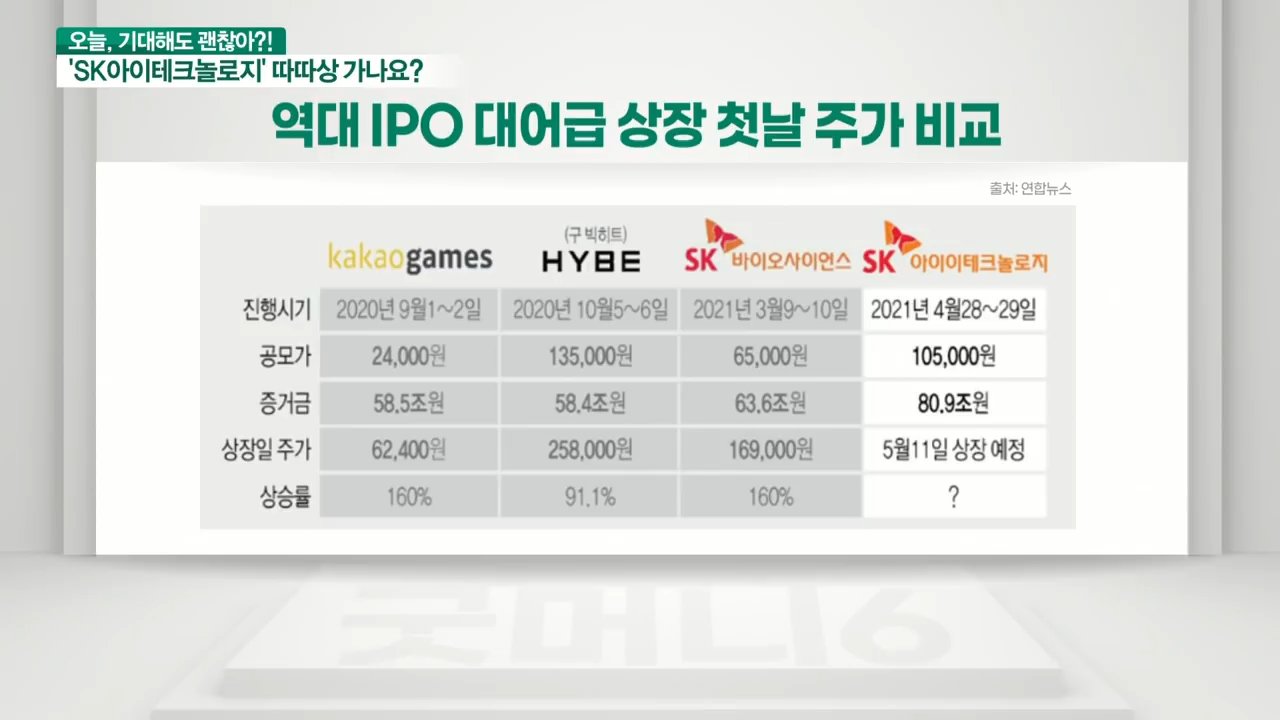 오늘, 기대해도 괜찮아?!
'SK아이테크놀로지' 따따상 가나요?
역대 IPO 대어급 상장 첫날 주가 비교
출처: 연합뉴스
kakaogames (구 빅히트) HYBE SK 바이오사이언스 SK 아이이테크놀로지
진행시기 2020년 9월1~2일 2020년 10월5~6일 2021년 3월9~10일 2021년 4월28~29일
공모가 24,000원 135,000원 65,000원 105,000원
증거금 58.5조원 58.4조원 63.6조원 80.9조원
상장일 주가 62,400원 258,000원 169,000원 5월11일 상장 예정
상승률 160% 91.1% 160% ?
굿머니6